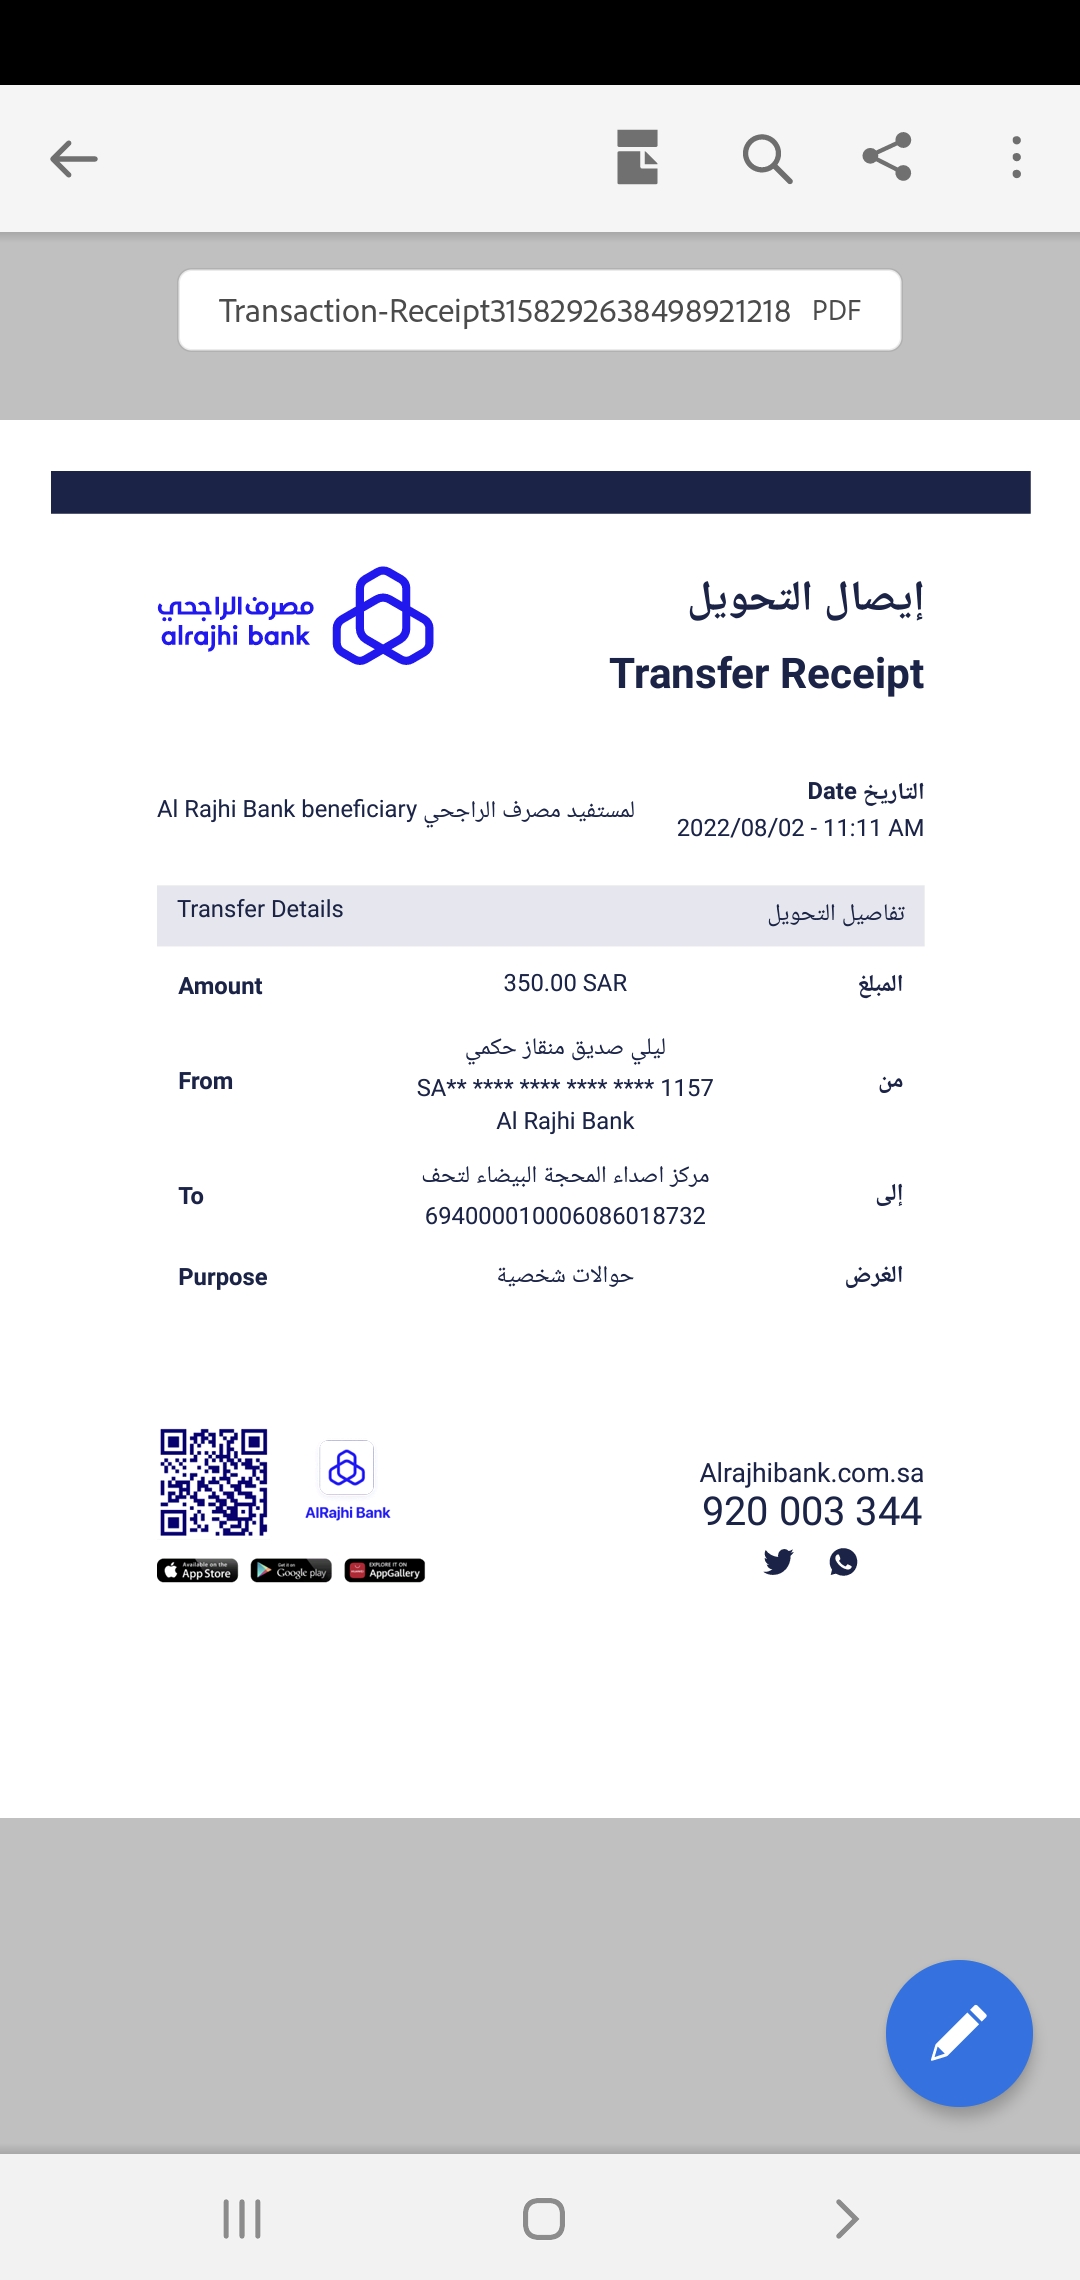 Transaction-Receipt3158292638498921218 PDF
مصرف الراجحي
alrajhi bank
إيصال التحويل
Transfer Receipt
التاريخ Date
2022/08/02 - 11:11 AM
Al Rajhi Bank beneficiary لمستفيد مصرف الراجحي
Transfer Details تفاصيل التحويل
Amount 350.00 SAR المبلغ
ليلي صديق منقاز حكمي
From SA** **** **** **** **** 1157 من
Al Rajhi Bank
مركز اصداء المحجة البيضاء لتحف
To إلى
694000010006086018732
Purpose حوالات شخصية الغرض
AlRajhi Bank
Available on the App Store
Get it on Google play
EXPLORE IT ON AppGallery
Alrajhibank.com.sa
920 003 344